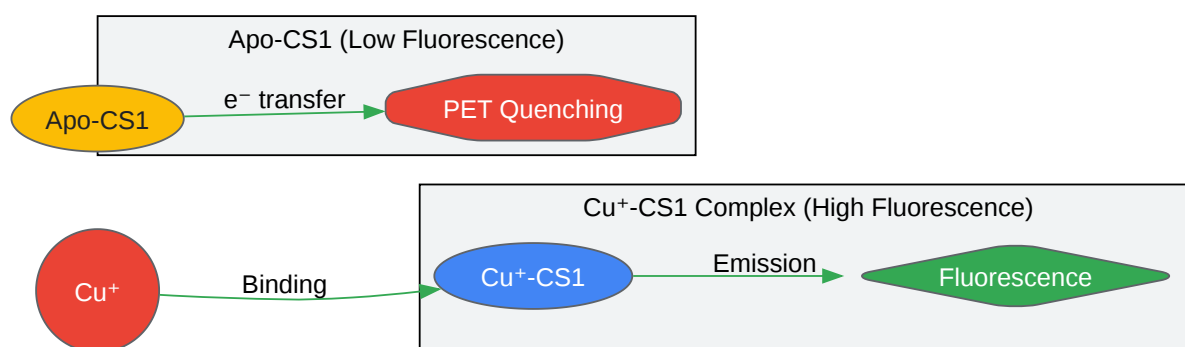 Apo-CS1 (Low Fluorescence)
Apo-CS1
e⁻ transfer
PET Quenching
Cu⁺-CS1 Complex (High Fluorescence)
Cu⁺
Binding
Cu⁺-CS1
Emission
Fluorescence